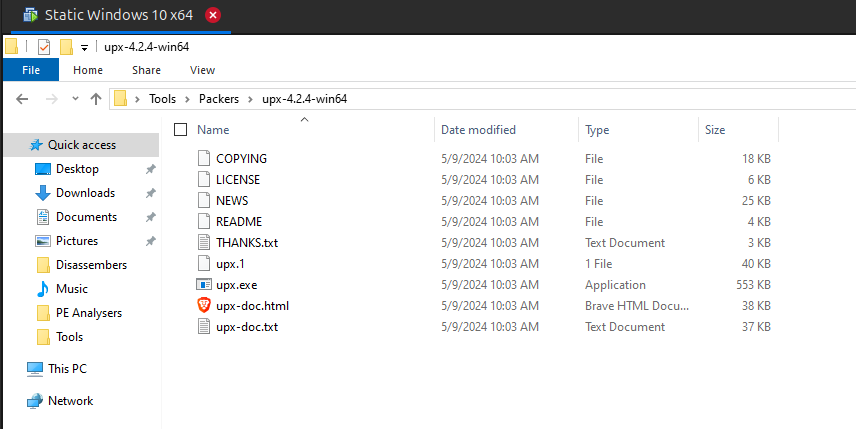 Static Windows 10 x64
upx-4.2.4-win64
File Home Share View
Tools Packers upx-4.2.4-win64
Quick access
Desktop
Downloads
Documents
Pictures
Disassembers
Music
PE Analysers
Tools
This PC
Network
Name Date modified Type Size
COPYING 5/9/2024 10:03 AM File 18 KB
LICENSE 5/9/2024 10:03 AM File 6 KB
NEWS 5/9/2024 10:03 AM File 25 KB
README 5/9/2024 10:03 AM File 4 KB
THANKS.txt 5/9/2024 10:03 AM Text Document 3 KB
upx.1 5/9/2024 10:03 AM 1 File 40 KB
upx.exe 5/9/2024 10:03 AM Application 553 KB
upx-doc.html 5/9/2024 10:03 AM Brave HTML Docu... 38 KB
upx-doc.txt 5/9/2024 10:03 AM Text Document 37 KB